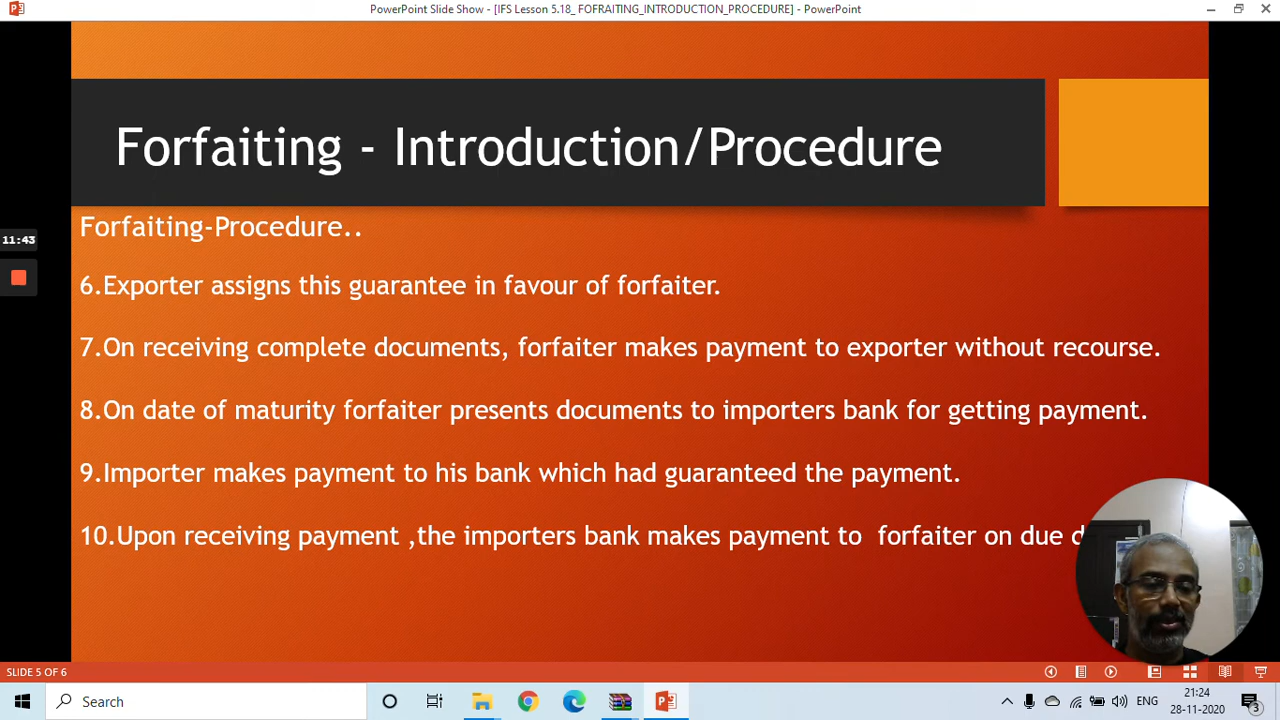 PowerPoint Slide Show - [IFS Lesson 5.18_ FOFRAITING_INTRODUCTION_PROCEDURE] - PowerPoint
Forfaiting - Introduction/Procedure
Forfaiting-Procedure..
11:43
6.Exporter assigns this guarantee in favour of forfaiter.
7.On receiving complete documents, forfaiter makes payment to exporter without recourse.
8.On date of maturity forfaiter presents documents to importers bank for getting payment.
9.Importer makes payment to his bank which had guaranteed the payment.
10.Upon receiving payment ,the importers bank makes payment to  forfaiter on due
SLIDE 5 OF 6
Search
ENG
21:24
28-11-2020
3